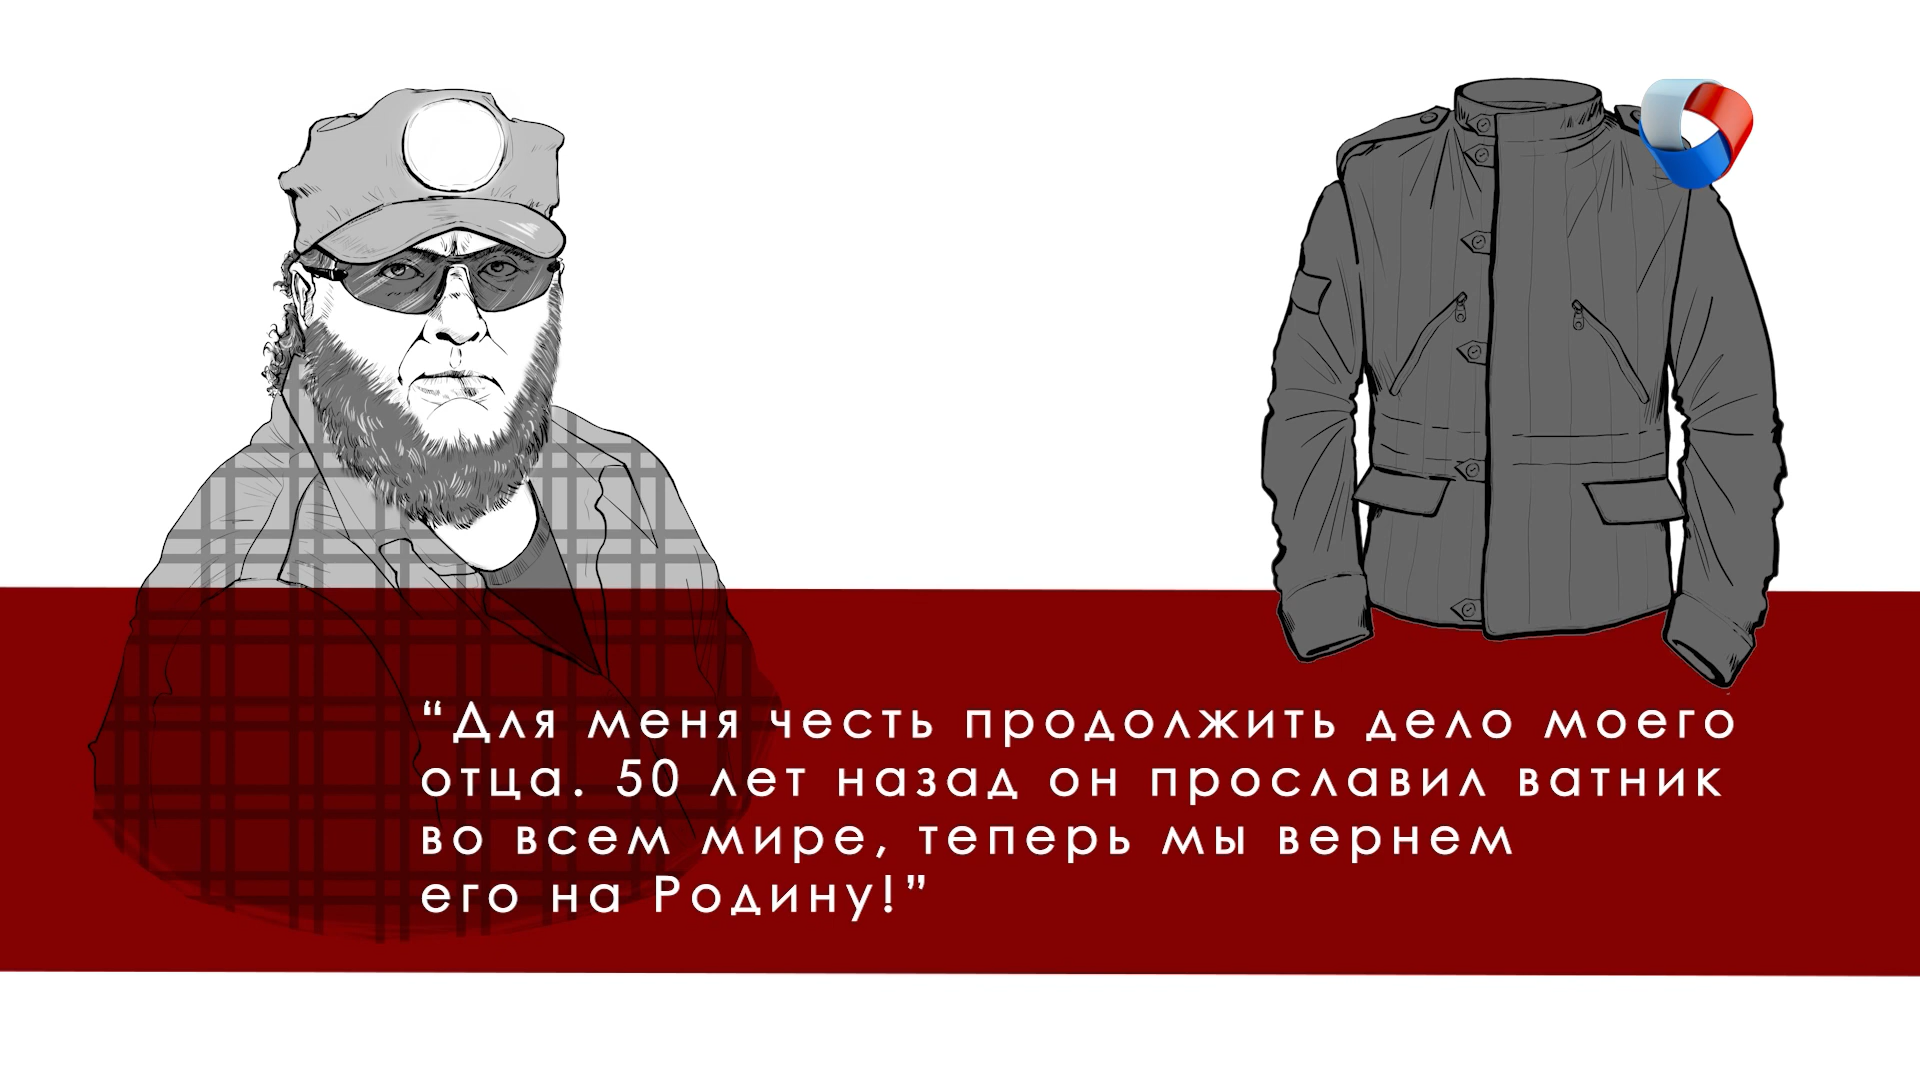 “Для меня честь продолжить дело моего
отца. 50 лет назад он прославил ватник
во всем мире, теперь мы вернем
его на Родину!”